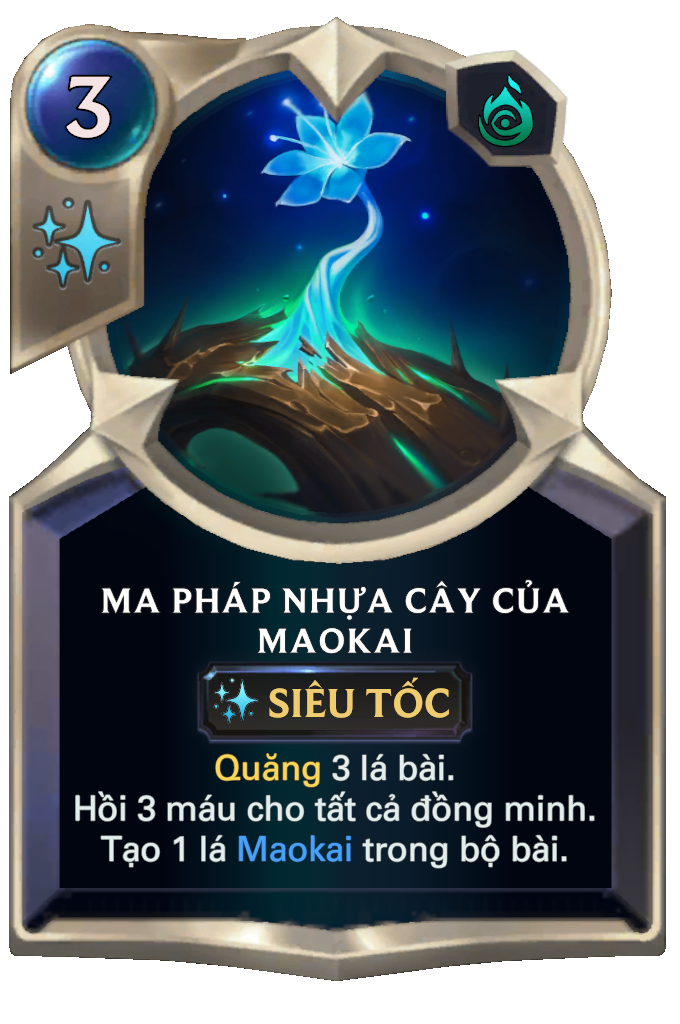 3
MA PHÁP NHỰA CÂY CỦA
MAOKAI
SIÊU TỐC
Quăng 3 lá bài.
Hồi 3 máu cho tất cả đồng minh.
Tạo 1 lá Maokai trong bộ bài.